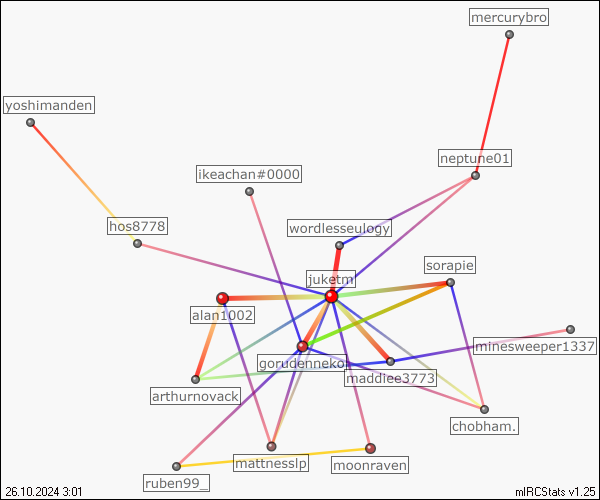 mercurybro
yoshimanden
neptune01
ikeachan#0000
hos8778
wordlesseulogy
sorapie
juketm
alan1002
minesweeper1337
gorudenneko
maddiee3773
arthurnovack
chobham.
mattnesslp
moonraven
ruben99_
26.10.2024 3:01
mIRCStats v1.25